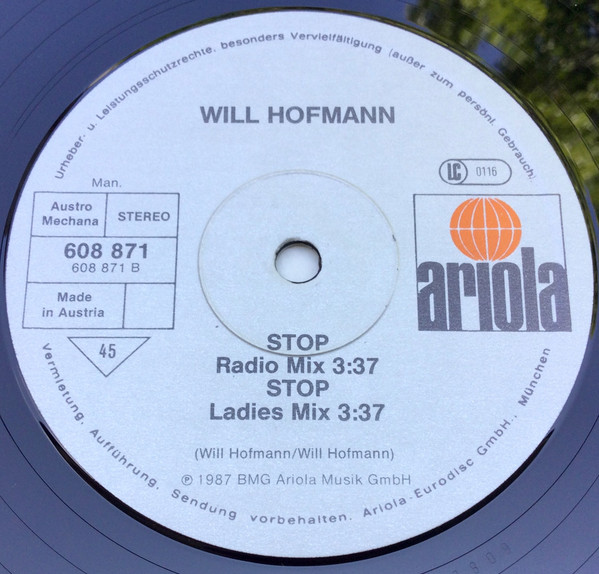 Urheber- u. Leistungsschutzrechte, besonders Vervielfältigung (außer zum persönl. Gebrauch)
WILL HOFMANN
LC 0116
Man.
Austro
Mechana
STEREO
608 871
608 871 B
Made
in Austria
45
ariola
STOP
Radio Mix 3:37
STOP
Ladies Mix 3:37
(Will Hofmann/Will Hofmann)
℗ 1987 BMG Ariola Musik GmbH
Vermietung. Aufführung. Sendung vorbehalten. Ariola-Eurodisc GmbH., München